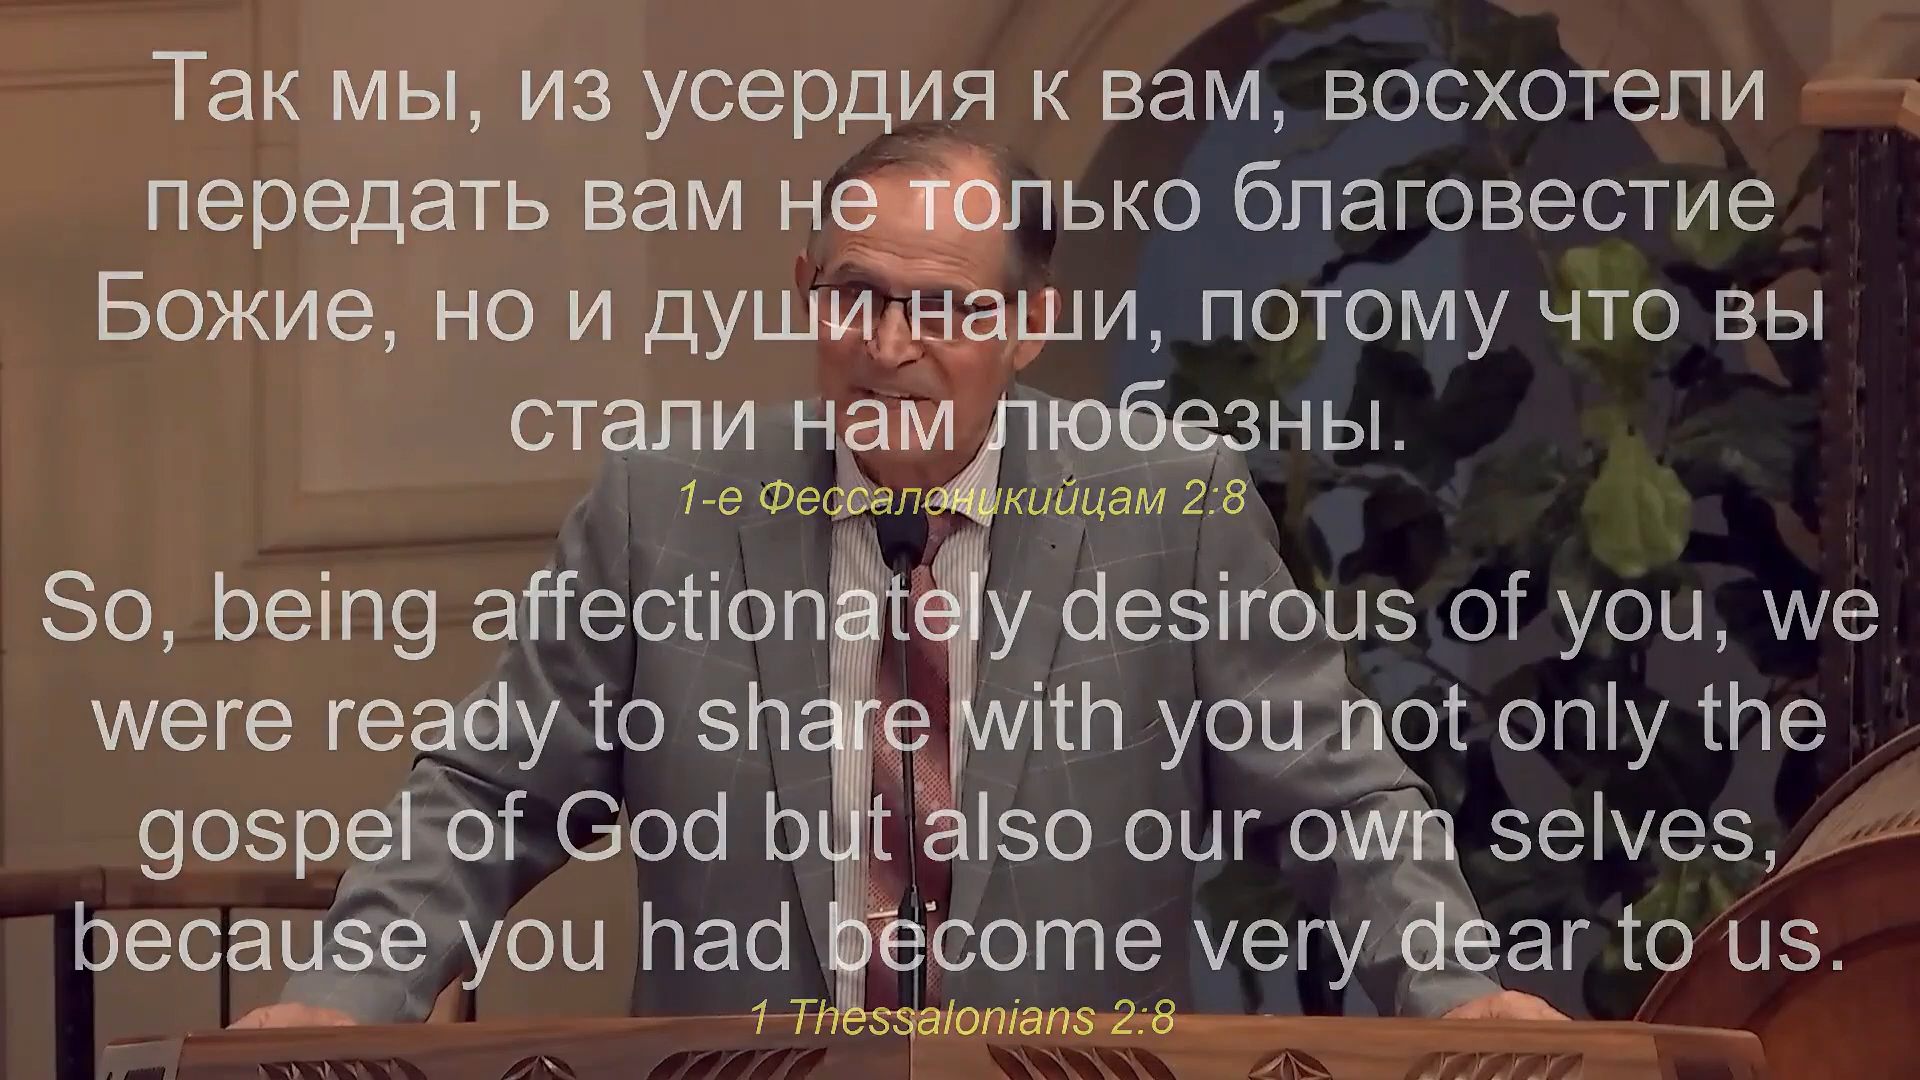 Так мы, из усердия к вам, восхотели
передать вам не только благовестие
Божие, но и души наши, потому что вы
стали нам любезны.
1-е Фессалоникийцам 2:8
So, being affectionately desirous of you, we
were ready to share with you not only the
gospel of God but also our own selves,
because you had become very dear to us.
1 Thessalonians 2:8